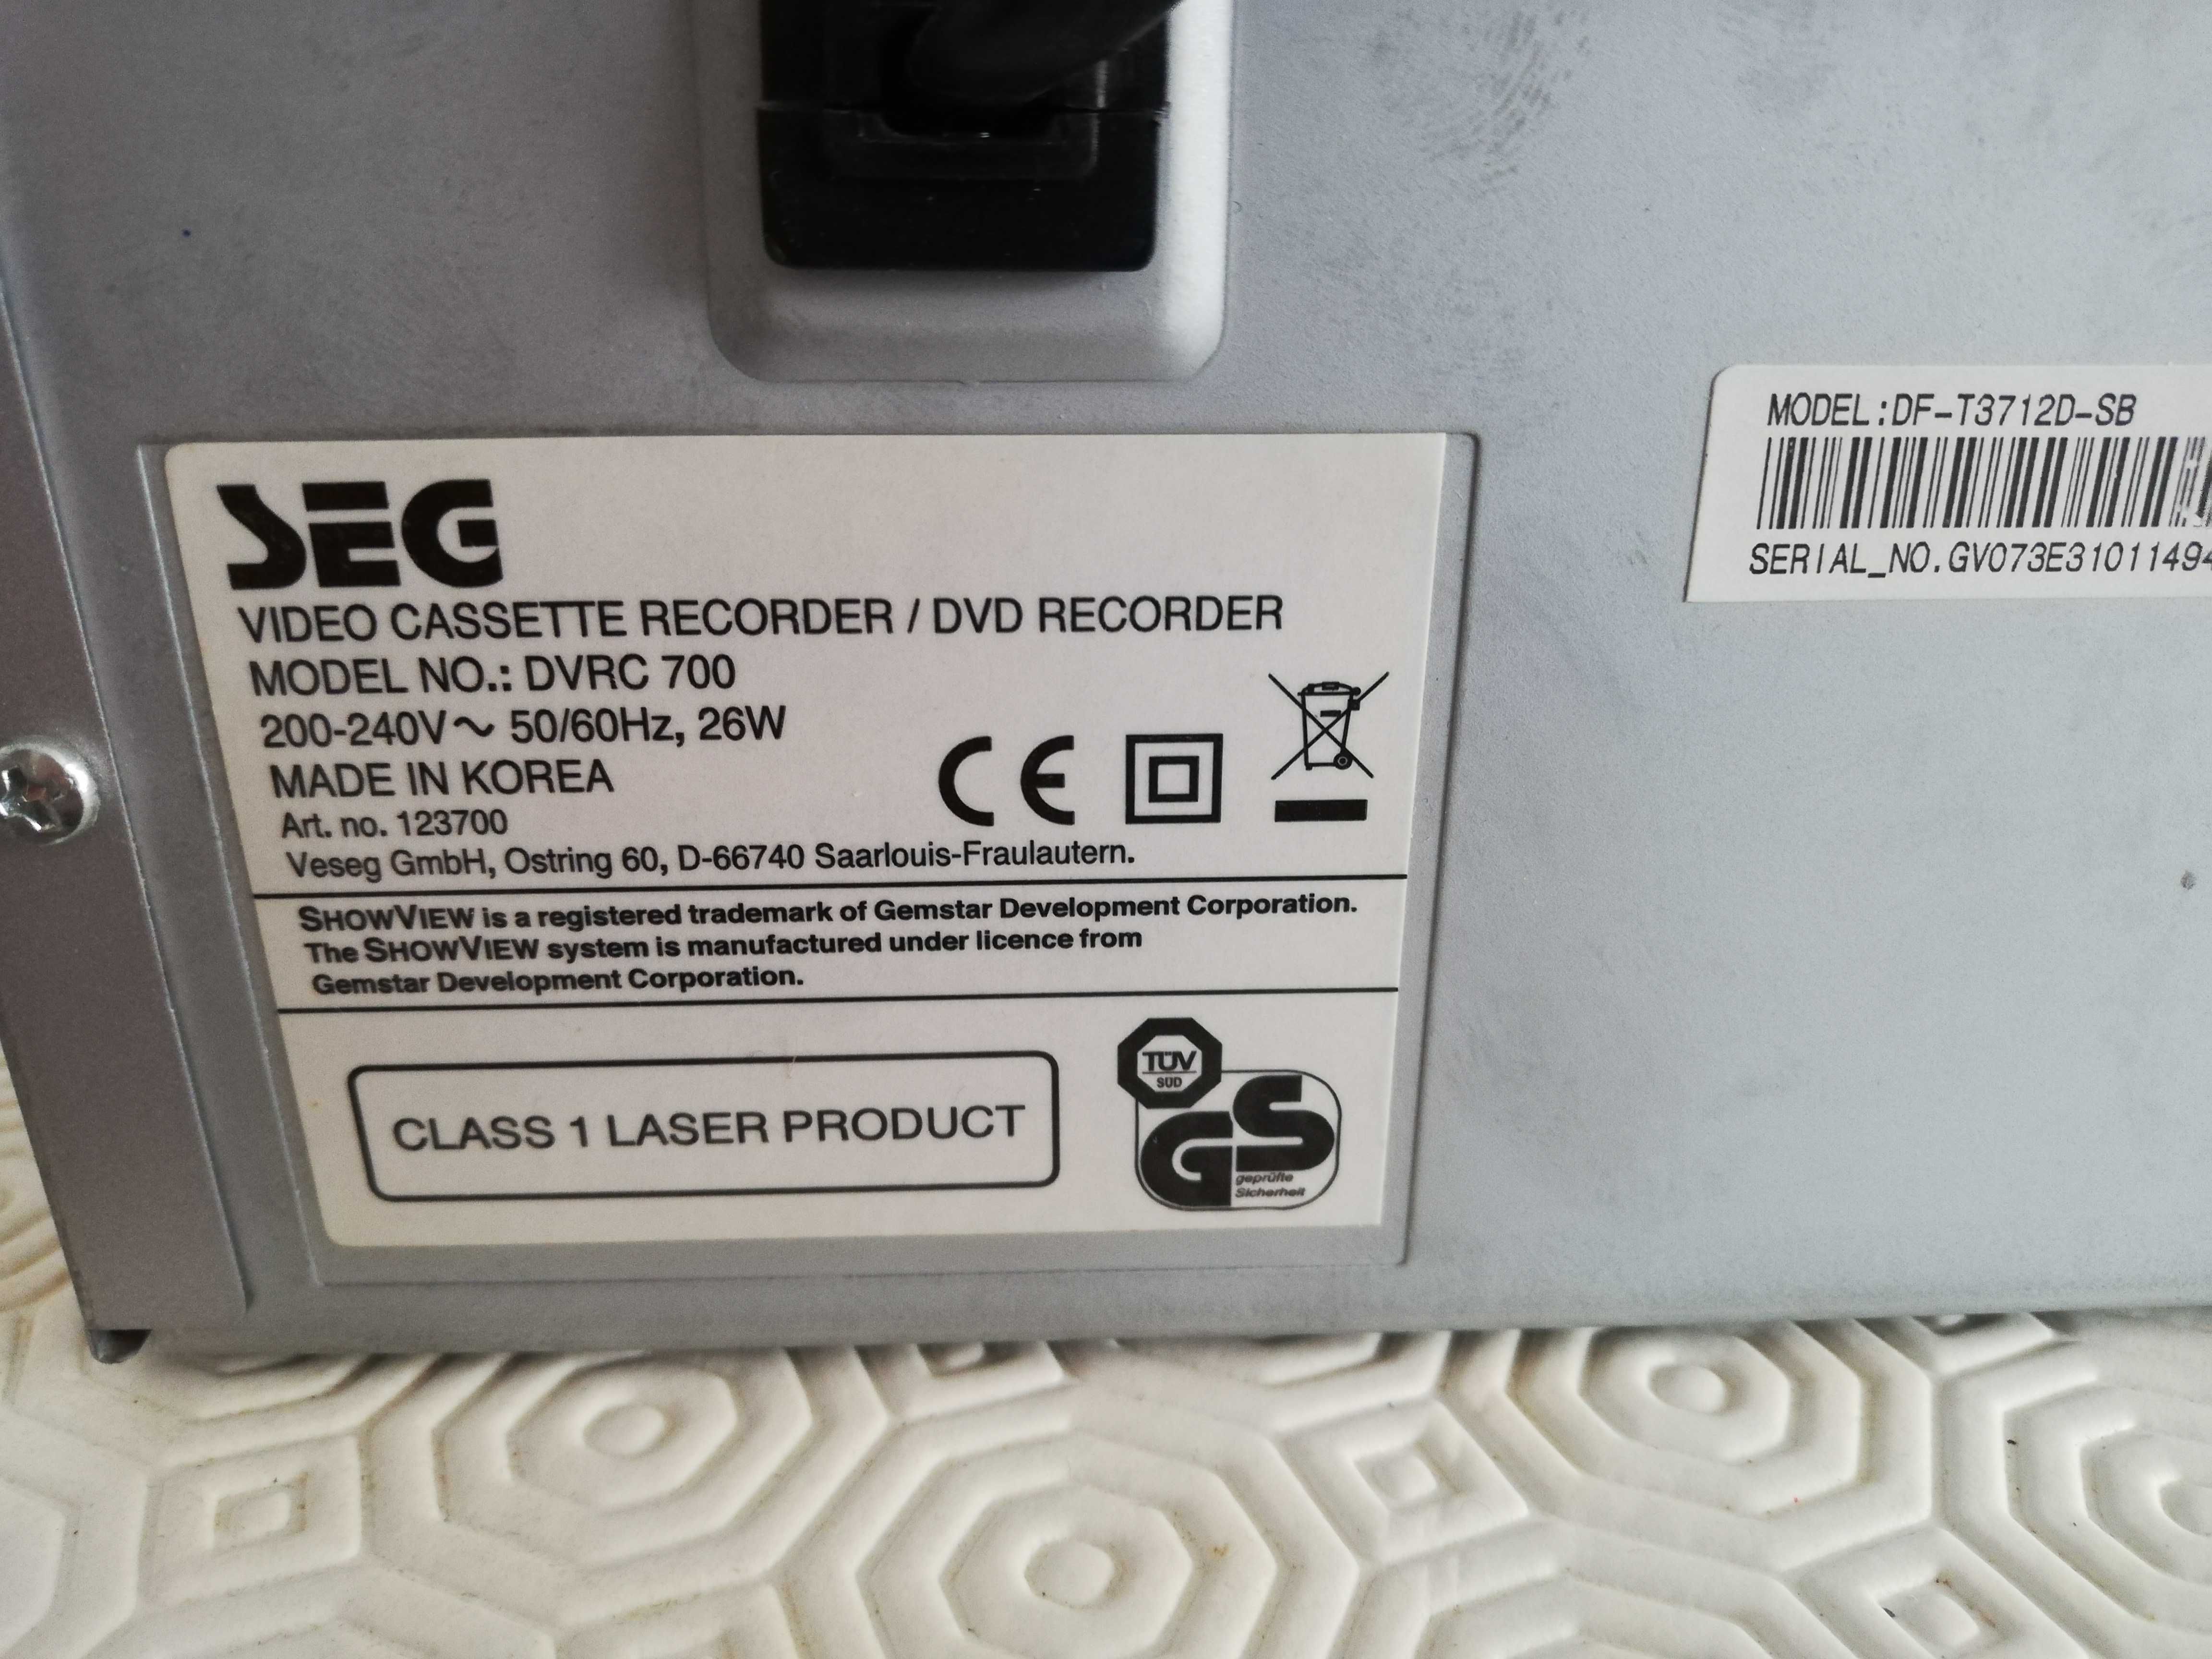 SEG
VIDEO CASSETTE RECORDER / DVD RECORDER
MODEL NO.: DVRC 700
200-240V~ 50/60Hz, 26W
MADE IN KOREA
Art. no. 123700
Veseg GmbH, Ostring 60, D-66740 Saarlouis-Fraulautern.
CE
SHOWVIEW is a registered trademark of Gemstar Development Corporation.
The SHOWVIEW system is manufactured under licence from
Gemstar Development Corporation.
CLASS 1 LASER PRODUCT
TÜV
SÜD
GS
geprüfte
Sicherheit
MODEL:DF-T3712D-SB
SERIAL_NO.GV073E31011494